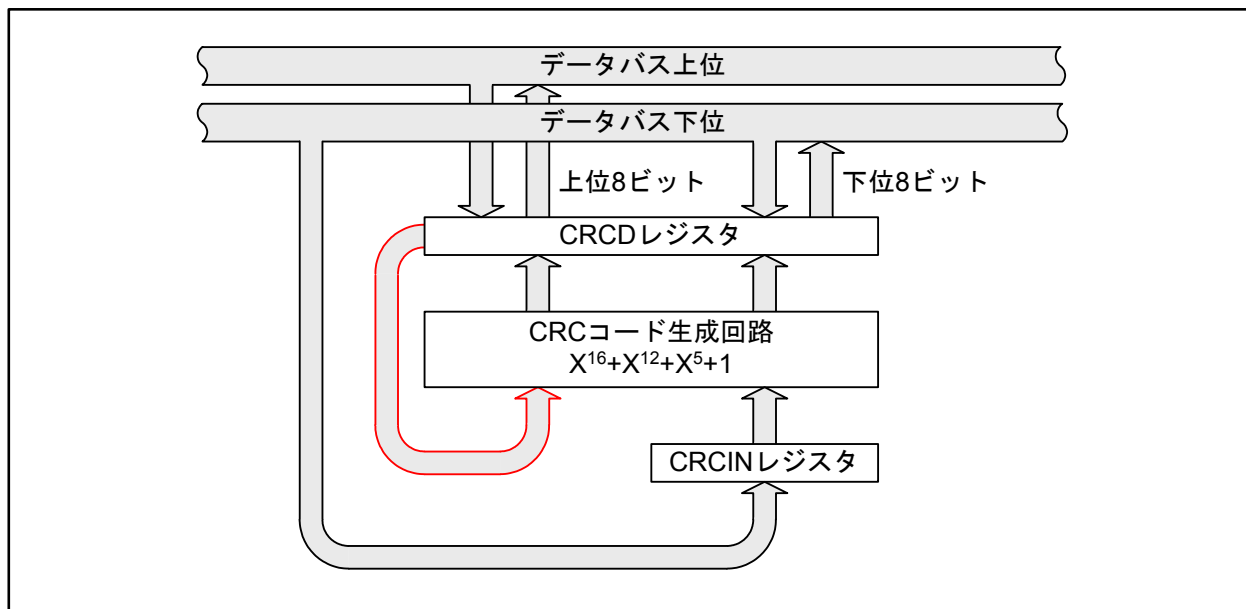 データバス上位
データバス下位
上位8ビット
下位8ビット
CRCDレジスタ
CRCコード生成回路
X¹⁶+X¹²+X⁵+1
CRCINレジスタ